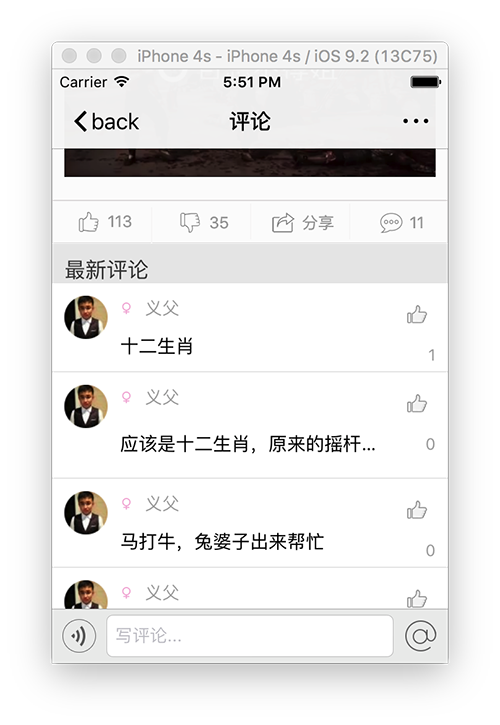 iPhone 4s - iPhone 4s / iOS 9.2 (13C75)
Carrier 5:51 PM
back 评论
113 35 分享 11
最新评论
♀ 义父
十二生肖
1
♀ 义父
应该是十二生肖，原来的摇杆...
0
♀ 义父
马打牛，兔婆子出来帮忙
0
♀ 义父
写评论... @